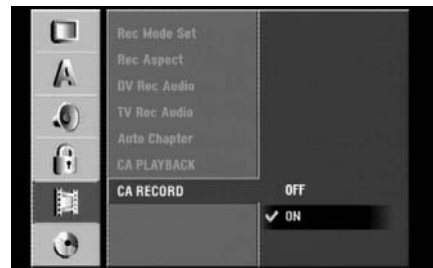 Rec Mode Set
Rec Aspect
DV Rec Audio
TV Rec Audio
Auto Chapter
CA PLAYBACK
CA RECORD OFF
✓ ON